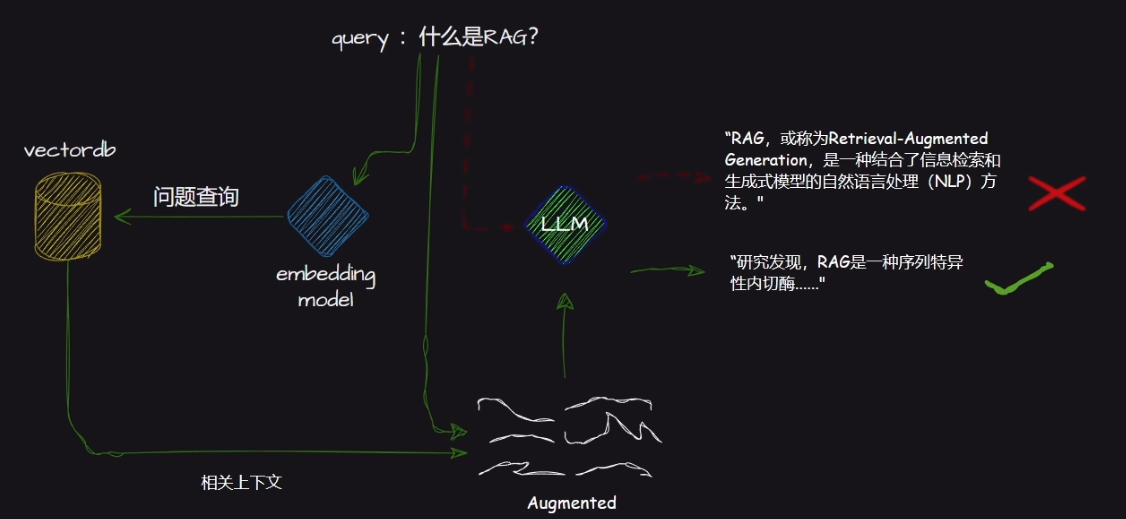 query ： 什么是RAG？
vectordb
问题查询
embedding
model
LLM
“RAG，或称为Retrieval-Augmented
Generation，是一种结合了信息检索和
生成式模型的自然语言处理（NLP）方
法。"
“研究发现，RAG是一种序列特异
性内切酶......"
相关上下文
Augmented